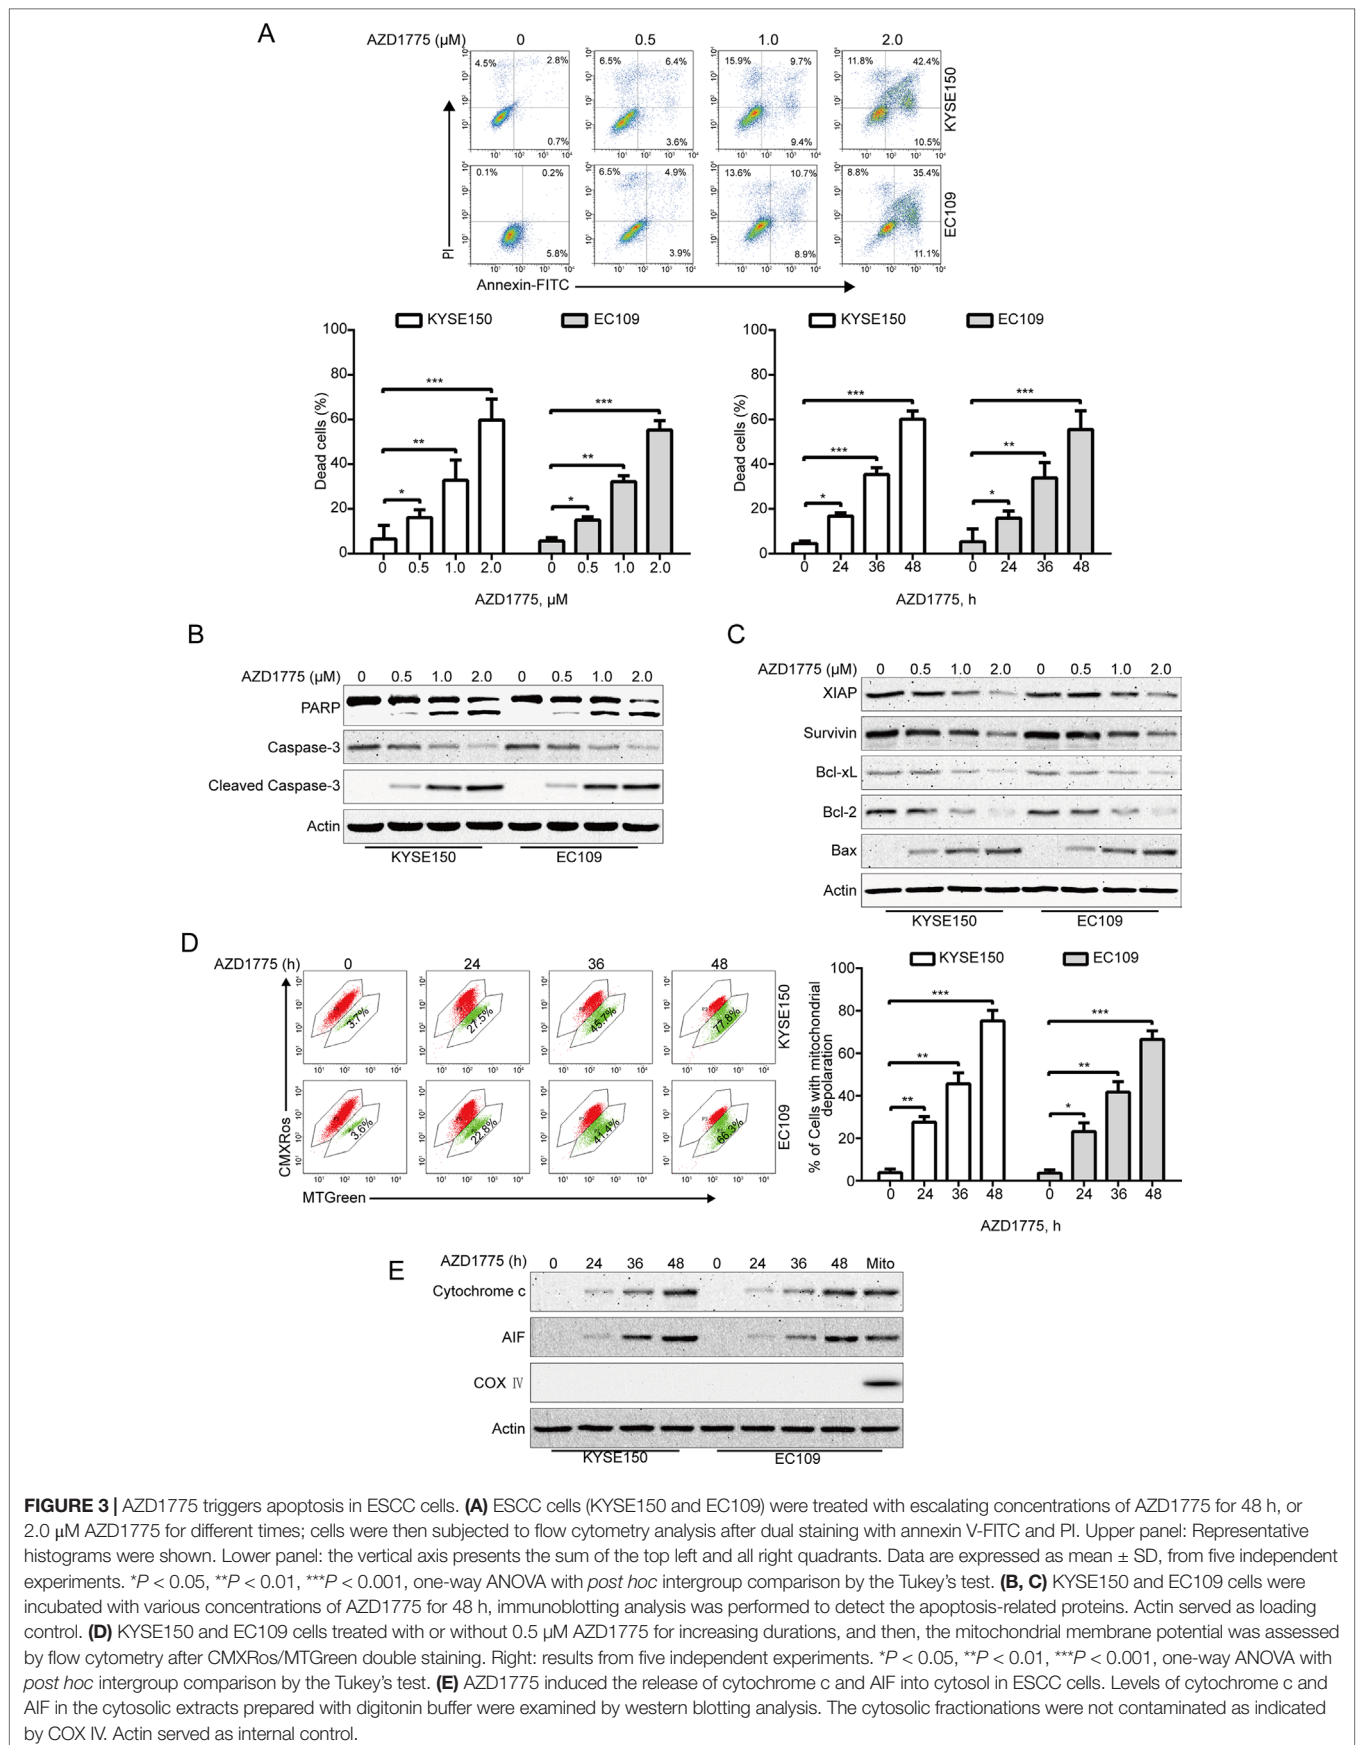 A
AZD1775 (µM) 0 0.5 1.0 2.0
4.5% 2.8% 6.5% 6.4% 15.9% 9.7% 11.8% 42.4%
0.7% 3.6% 9.4% 10.5%
KYSE150
0.1% 0.2% 6.5% 4.9% 13.6% 10.7% 8.8% 35.4%
5.8% 3.9% 8.9% 11.1%
EC109
PI
Annexin-FITC
KYSE150 EC109
Dead cells (%)
100
80
60
40
20
0
*** ** * *** ** *
0 0.5 1.0 2.0 0 0.5 1.0 2.0
AZD1775, µM
KYSE150 EC109
Dead cells (%)
100
80
60
40
20
0
*** *** * *** ** *
0 24 36 48 0 24 36 48
AZD1775, h
B
AZD1775 (µM) 0 0.5 1.0 2.0 0 0.5 1.0 2.0
PARP
Caspase-3
Cleaved Caspase-3
Actin
KYSE150 EC109
C
AZD1775 (µM) 0 0.5 1.0 2.0 0 0.5 1.0 2.0
XIAP
Survivin
Bcl-xL
Bcl-2
Bax
Actin
KYSE150 EC109
D
AZD1775 (h) 0 24 36 48
3.7% 27.5% 45.7% 77.8%
KYSE150
3.6% 22.8% 41.4% 66.3%
EC109
CMXRos
MTGreen
KYSE150 EC109
% of Cells with mitochondrial
depolaration
100
80
60
40
20
0
*** ** ** *** ** *
0 24 36 48 0 24 36 48
AZD1775, h
E
AZD1775 (h) 0 24 36 48 0 24 36 48 Mito
Cytochrome c
AIF
COX Ⅳ
Actin
KYSE150 EC109
FIGURE 3 | AZD1775 triggers apoptosis in ESCC cells. (A) ESCC cells (KYSE150 and EC109) were treated with escalating concentrations of AZD1775 for 48 h, or
2.0 µM AZD1775 for different times; cells were then subjected to flow cytometry analysis after dual staining with annexin V-FITC and PI. Upper panel: Representative
histograms were shown. Lower panel: the vertical axis presents the sum of the top left and all right quadrants. Data are expressed as mean ± SD, from five independent
experiments. *P < 0.05, **P < 0.01, ***P < 0.001, one-way ANOVA with post hoc intergroup comparison by the Tukey's test. (B, C) KYSE150 and EC109 cells were
incubated with various concentrations of AZD1775 for 48 h, immunoblotting analysis was performed to detect the apoptosis-related proteins. Actin served as loading
control. (D) KYSE150 and EC109 cells treated with or without 0.5 µM AZD1775 for increasing durations, and then, the mitochondrial membrane potential was assessed
by flow cytometry after CMXRos/MTGreen double staining. Right: results from five independent experiments. *P < 0.05, **P < 0.01, ***P < 0.001, one-way ANOVA with
post hoc intergroup comparison by the Tukey's test. (E) AZD1775 induced the release of cytochrome c and AIF into cytosol in ESCC cells. Levels of cytochrome c and
AIF in the cytosolic extracts prepared with digitonin buffer were examined by western blotting analysis. The cytosolic fractionations were not contaminated as indicated
by COX IV. Actin served as internal control.